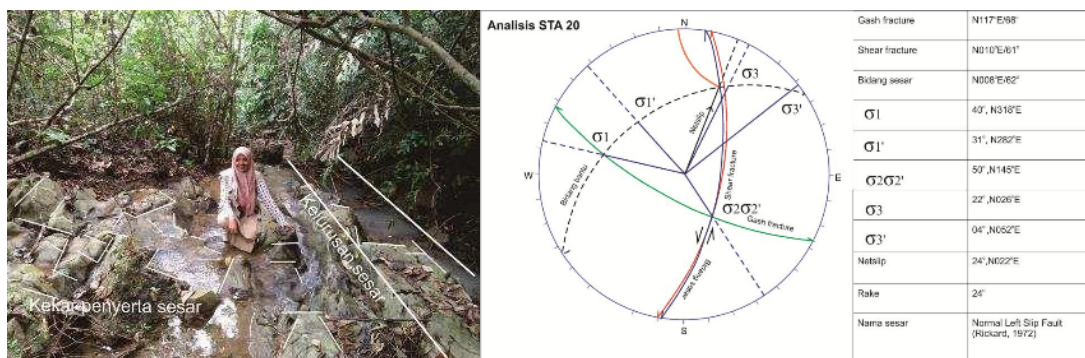 Kekar penyerta sesar
Kelurusan sesar
Analisis STA 20
N
E
S
W
σ1
σ1'
σ2σ2'
σ3
σ3'
Netslip
Bidang bantu
Shear fracture
Gash fracture
Bidang sesar
Gash fracture N117°E/68°
Shear fracture N010°E/61°
Bidang sesar N008°E/62°
σ1 40°, N318°E
σ1' 31°, N282°E
σ2σ2' 50°, N145°E
σ3 22°, N026°E
σ3' 04°, N052°E
Netslip 24°, N022°E
Rake 24°
Nama sesar Normal Left Slip Fault
(Rickard, 1972)